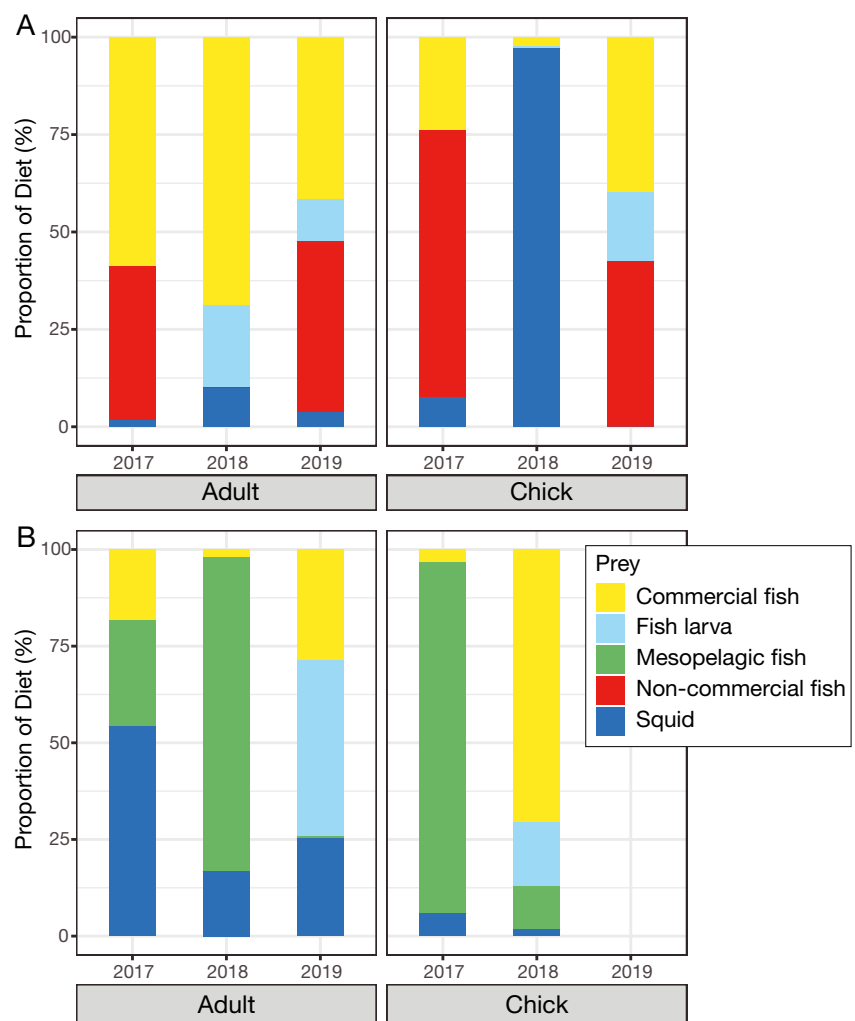 A
Proportion of Diet (%)
100
75
50
25
0
2017 2018 2019
Adult
2017 2018 2019
Chick
B
Proportion of Diet (%)
100
75
50
25
0
2017 2018 2019
Adult
2017 2018 2019
Chick
Prey
Commercial fish
Fish larva
Mesopelagic fish
Non-commercial fish
Squid